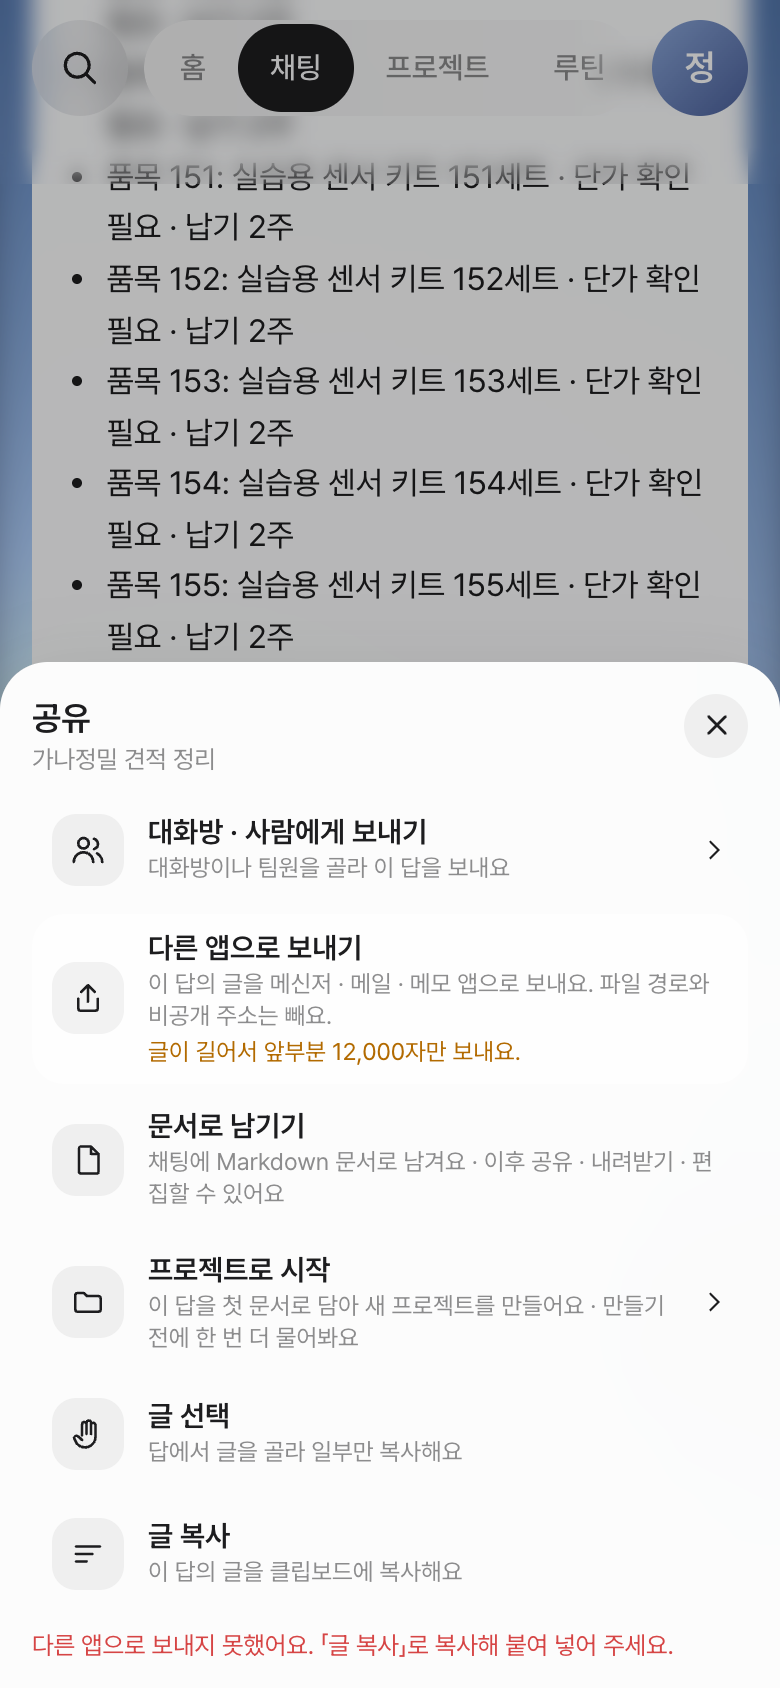 홈
채팅
프로젝트
루틴
정
• 품목 151: 실습용 센서 키트 151세트 · 단가 확인
필요 · 납기 2주
• 품목 152: 실습용 센서 키트 152세트 · 단가 확인
필요 · 납기 2주
• 품목 153: 실습용 센서 키트 153세트 · 단가 확인
필요 · 납기 2주
• 품목 154: 실습용 센서 키트 154세트 · 단가 확인
필요 · 납기 2주
• 품목 155: 실습용 센서 키트 155세트 · 단가 확인
필요 · 납기 2주
공유
가나정밀 견적 정리
대화방 · 사람에게 보내기
대화방이나 팀원을 골라 이 답을 보내요
다른 앱으로 보내기
이 답의 글을 메신저 · 메일 · 메모 앱으로 보내요. 파일 경로와
비공개 주소는 빼요.
글이 길어서 앞부분 12,000자만 보내요.
문서로 남기기
채팅에 Markdown 문서로 남겨요 · 이후 공유 · 내려받기 · 편
집할 수 있어요
프로젝트로 시작
이 답을 첫 문서로 담아 새 프로젝트를 만들어요 · 만들기
전에 한 번 더 물어봐요
글 선택
답에서 글을 골라 일부만 복사해요
글 복사
이 답의 글을 클립보드에 복사해요
다른 앱으로 보내지 못했어요. 「글 복사」로 복사해 붙여 넣어 주세요.